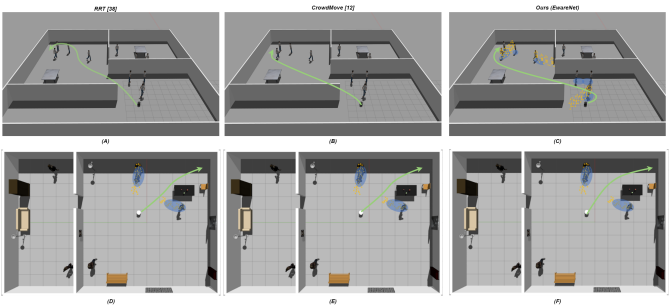 RRT [38]
CrowdMove [12]
Ours (EwareNet)
(A)
(B)
(C)
(D)
(E)
(F)